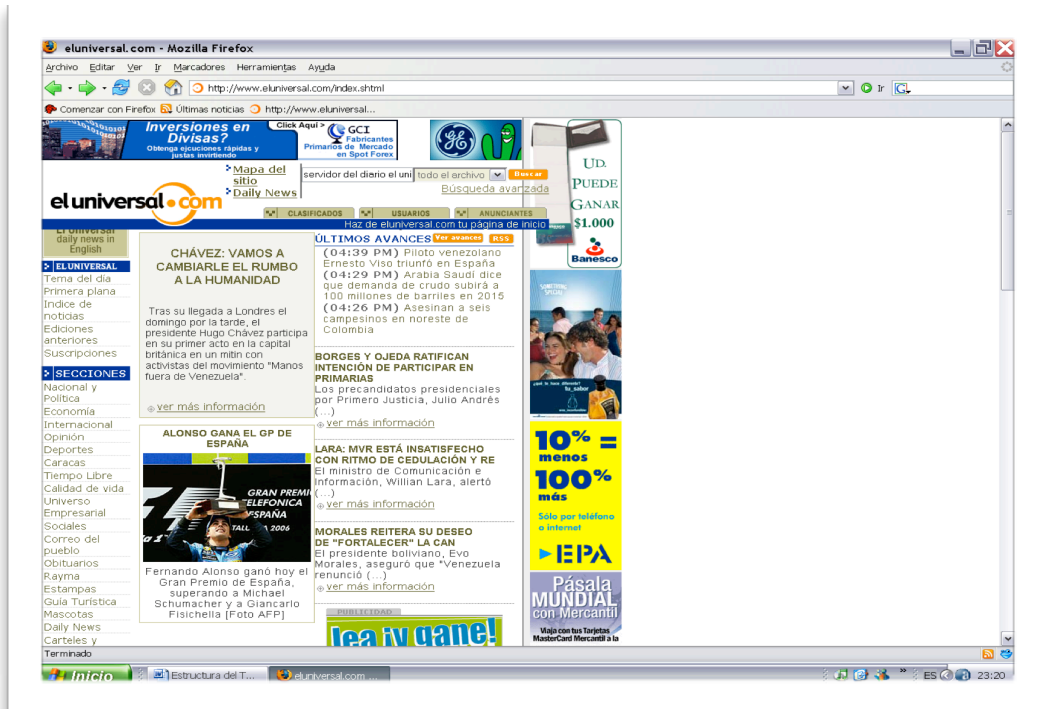 eluniversal.com - Mozilla Firefox
Archivo Editar Ver Ir Marcadores Herramientas Ayuda
http://www.eluniversal.com/index.shtml
Ir
Comenzar con Firefox Últimas noticias http://www.eluniversal...
Inversiones en
Divisas?
Obtenga ejecuciones rápidas y
justas invirtiendo
Click Aquí >
GCI
Fabricantes
Primarios de Mercado
en Spot Forex
Mapa del
sitio
Daily News
servidor del diario el uni
todo el archivo
Buscar
Búsqueda avanzada
el universal.com
CLASIFICADOS USUARIOS ANUNCIANTES
Haz de eluniversal.com tu página de inicio
El Universal
daily news in
English
EL UNIVERSAL
Tema del día
Primera plana
Indice de
noticias
Ediciones
anteriores
Suscripciones
SECCIONES
Nacional y
Política
Economía
Internacional
Opinión
Deportes
Caracas
Tiempo Libre
Calidad de vida
Universo
Empresarial
Sociales
Correo del
pueblo
Obituarios
Rayma
Estampas
Guía Turística
Mascotas
Daily News
Carteles y
CHÁVEZ: VAMOS A
CAMBIARLE EL RUMBO
A LA HUMANIDAD
Tras su llegada a Londres el
domingo por la tarde, el
presidente Hugo Chávez participa
en su primer acto en la capital
británica en un mitin con
activistas del movimiento "Manos
fuera de Venezuela".
ver más información
ALONSO GANA EL GP DE
ESPAÑA
GRAN PREMI
ELEFONICA
ESPAÑA
2006
Fernando Alonso ganó hoy el
Gran Premio de España,
superando a Michael
Schumacher y a Giancarlo
Fisichella [Foto AFP]
ÚLTIMOS AVANCES Ver avances RSS
(04:39 PM) Piloto venezolano
Ernesto Viso triunfó en España
(04:29 PM) Arabia Saudí dice
que demanda de crudo subirá a
100 millones de barriles en 2015
(04:26 PM) Asesinan a seis
campesinos en noreste de
Colombia
BORGES Y OJEDA RATIFICAN
INTENCIÓN DE PARTICIPAR EN
PRIMARIAS
Los precandidatos presidenciales
por Primero Justicia, Julio Andrés
(...)
ver más información
LARA: MVR ESTÁ INSATISFECHO
CON RITMO DE CEDULACIÓN Y RE
El ministro de Comunicación e
Información, Willian Lara, alertó
(...)
ver más información
MORALES REITERA SU DESEO
DE "FORTALECER" LA CAN
El presidente boliviano, Evo
Morales, aseguró que "Venezuela
renunció (...)
ver más información
PUBLICIDAD
lea ¡y gane!
UD.
PUEDE
GANAR
$1.000
Banesco
10% =
menos
100%
más
Sólo por teléfono
o internet
EPA
Pásala
MUNDIAL
con Mercantil
Viaja con tus Tarjetas
MasterCard Mercantil a la
Terminado
Inicio
Estructura del T...
eluniversal.com ...
ES
23:20